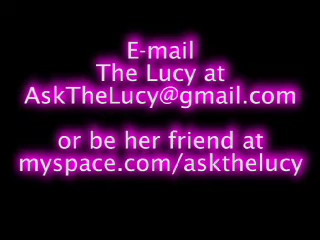 E-mail
The Lucy at
AskTheLucy@gmail.com
or be her friend at
myspace.com/askthelucy